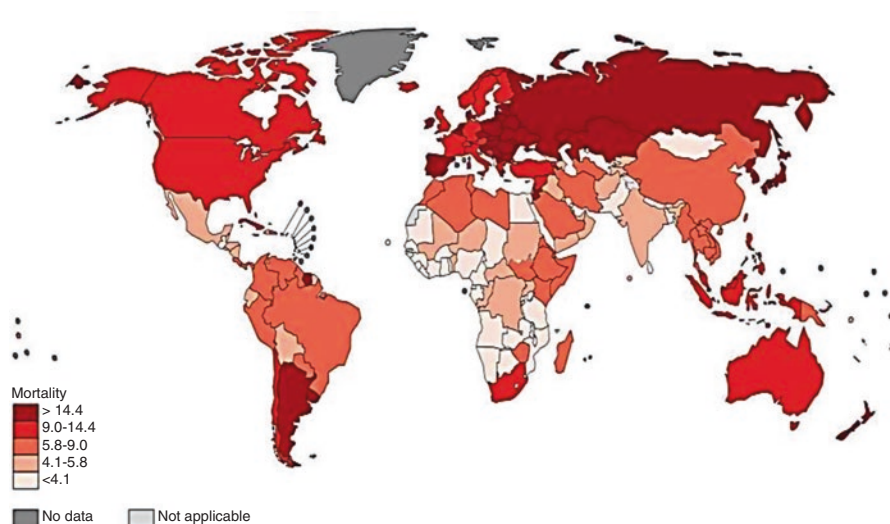 Mortality
> 14.4
9.0-14.4
5.8-9.0
4.1-5.8
<4.1
No data
Not applicable